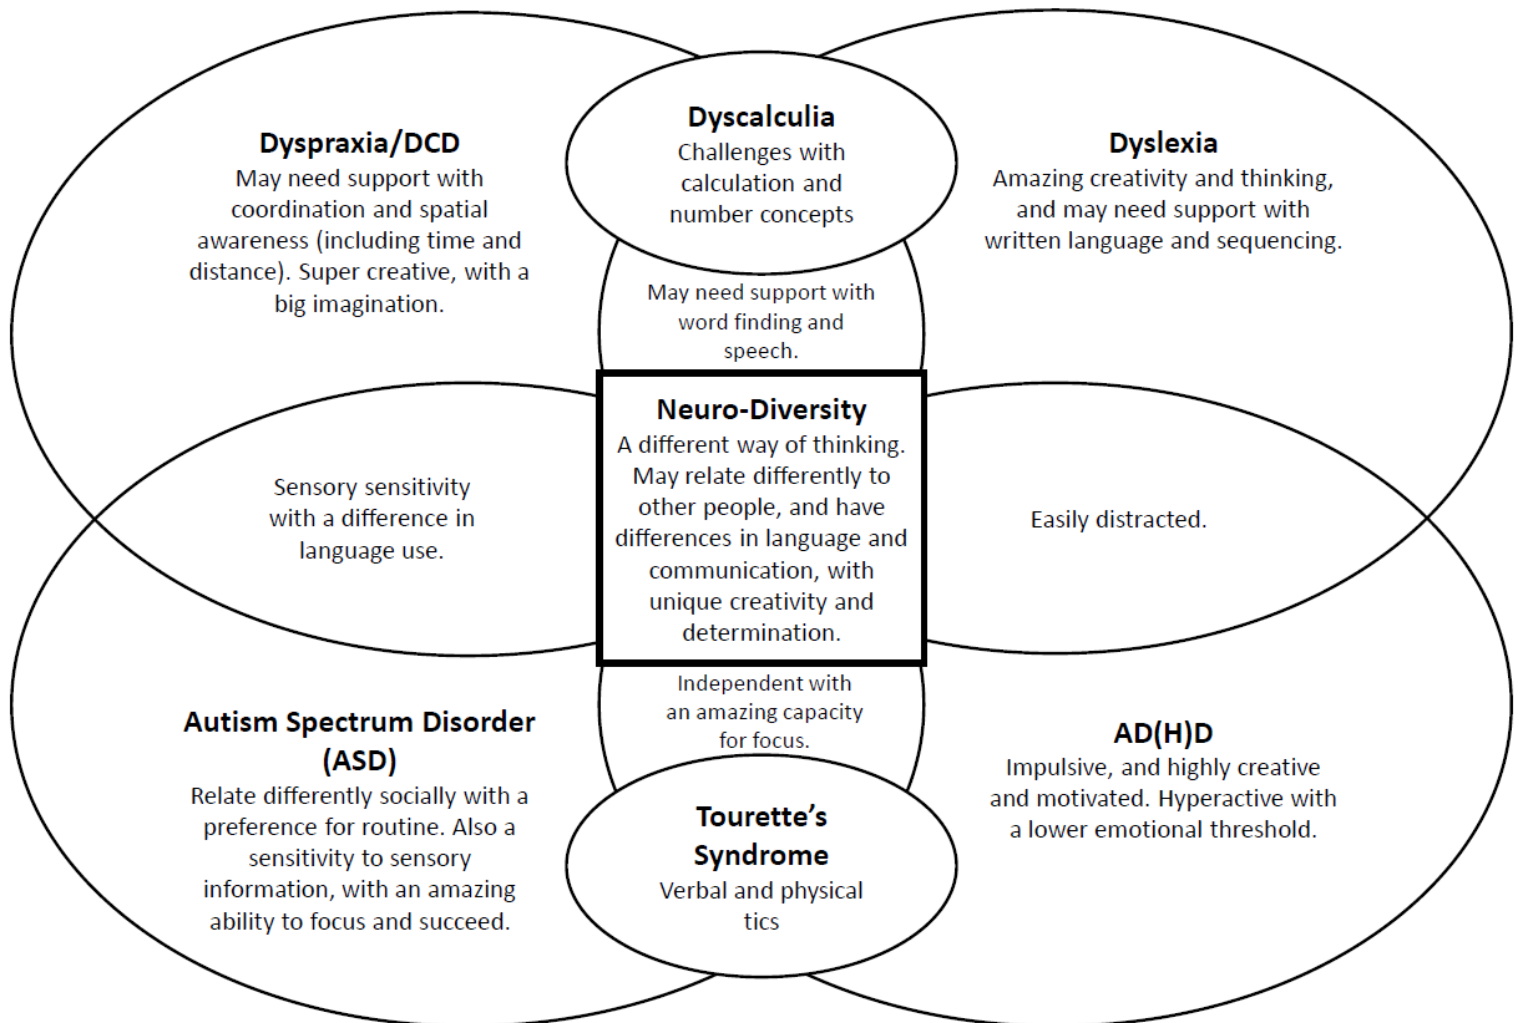 Dyspraxia/DCD
May need support with
coordination and spatial
awareness (including time and
distance). Super creative, with a
big imagination.
Dyscalculia
Challenges with
calculation and
number concepts
Dyslexia
Amazing creativity and thinking,
and may need support with
written language and sequencing.
May need support with
word finding and
speech.
Sensory sensitivity
with a difference in
language use.
Neuro-Diversity
A different way of thinking.
May relate differently to
other people, and have
differences in language and
communication, with
unique creativity and
determination.
Easily distracted.
Independent with
an amazing capacity
for focus.
Autism Spectrum Disorder
(ASD)
Relate differently socially with a
preference for routine. Also a
sensitivity to sensory
information, with an amazing
ability to focus and succeed.
Tourette’s
Syndrome
Verbal and physical
tics
AD(H)D
Impulsive, and highly creative
and motivated. Hyperactive with
a lower emotional threshold.